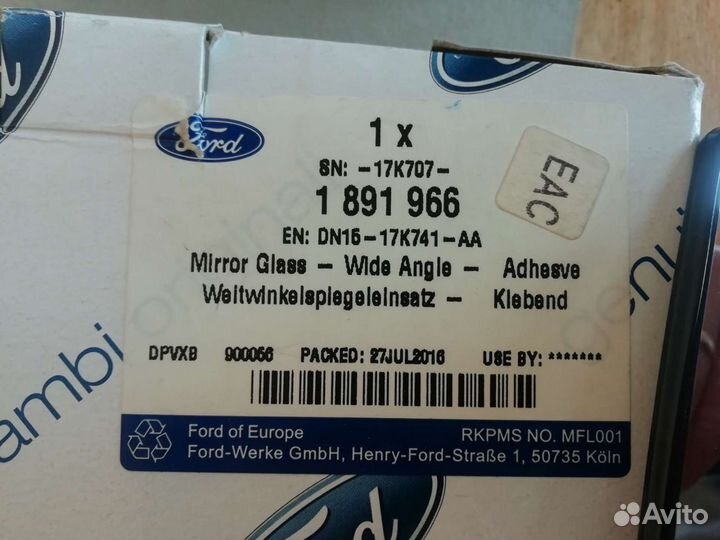 Ford
1 x
SN: -17K707-
1 891 966
EAC
EN: DN15-17K741-AA
Mirror Glass - Wide Angle - Adhesve
Weitwinkelspiegeleinsatz - Klebend
DPVXB 900056 PACKED: 27JUL2016 USE BY: *******
Ford of Europe RKPMS NO. MFL001
Ford-Werke GmbH, Henry-Ford-Straße 1, 50735 Köln
ambi
genui
Avito